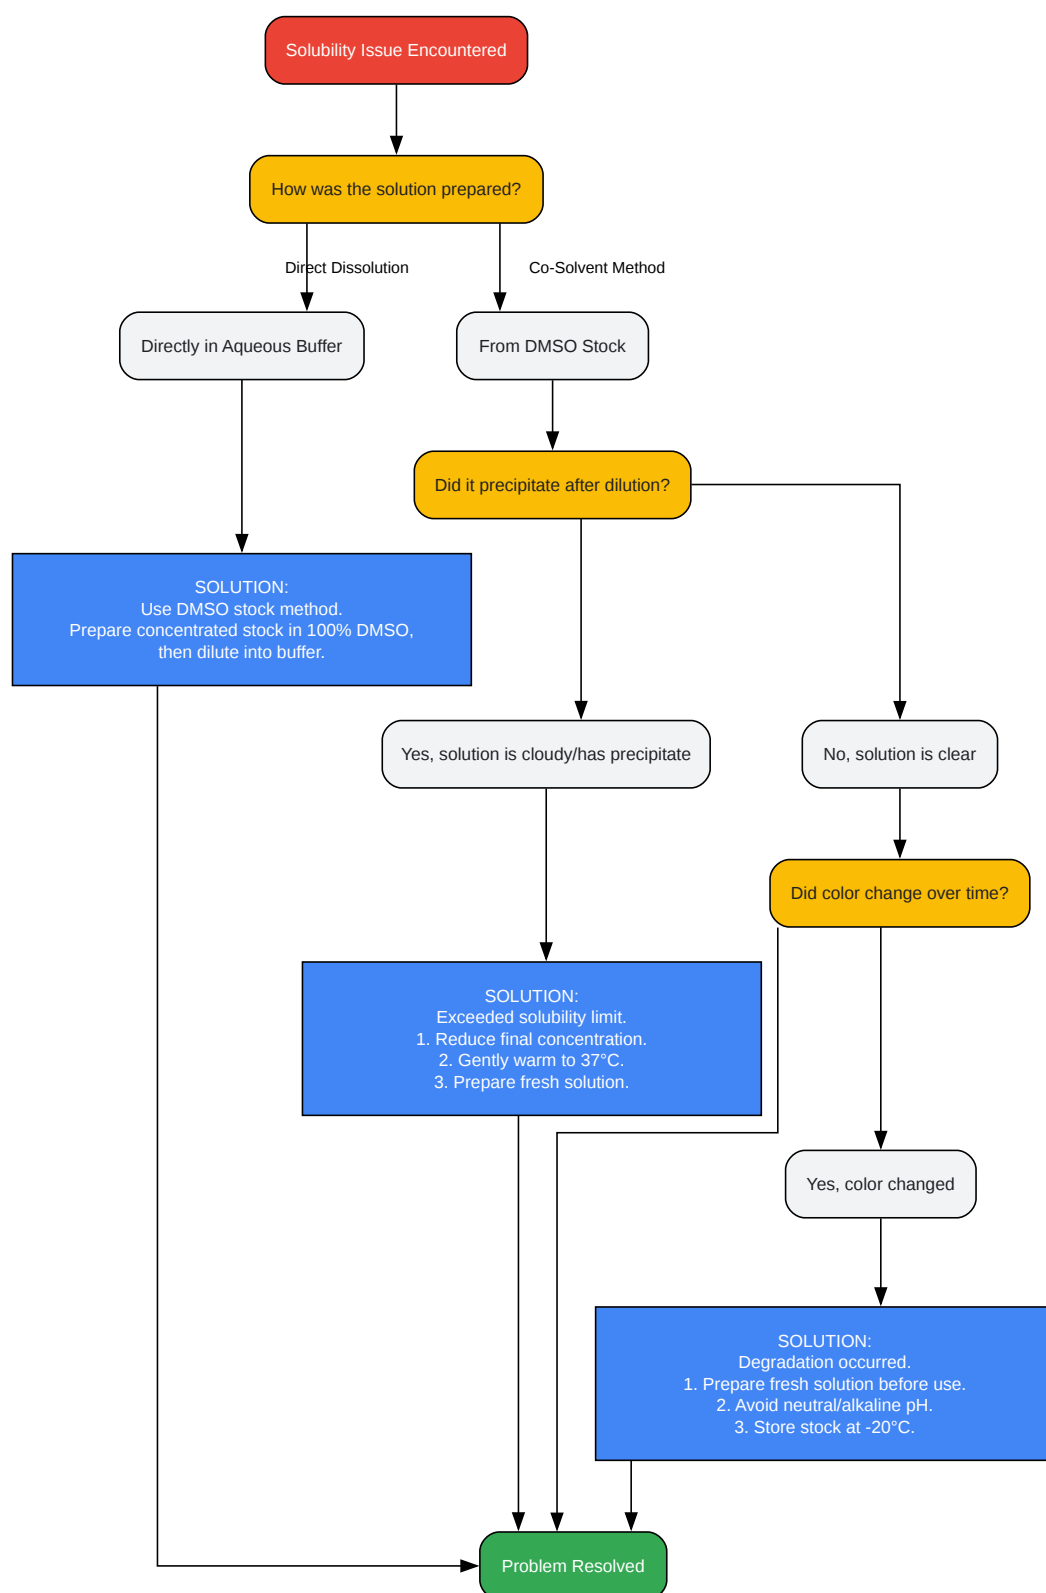 Solubility Issue Encountered
How was the solution prepared?
Direct Dissolution
Co-Solvent Method
Directly in Aqueous Buffer
From DMSO Stock
Did it precipitate after dilution?
SOLUTION:
Use DMSO stock method.
Prepare concentrated stock in 100% DMSO,
then dilute into buffer.
Yes, solution is cloudy/has precipitate
No, solution is clear
Did color change over time?
SOLUTION:
Exceeded solubility limit.
1. Reduce final concentration.
2. Gently warm to 37°C.
3. Prepare fresh solution.
Yes, color changed
SOLUTION:
Degradation occurred.
1. Prepare fresh solution before use.
2. Avoid neutral/alkaline pH.
3. Store stock at -20°C.
Problem Resolved